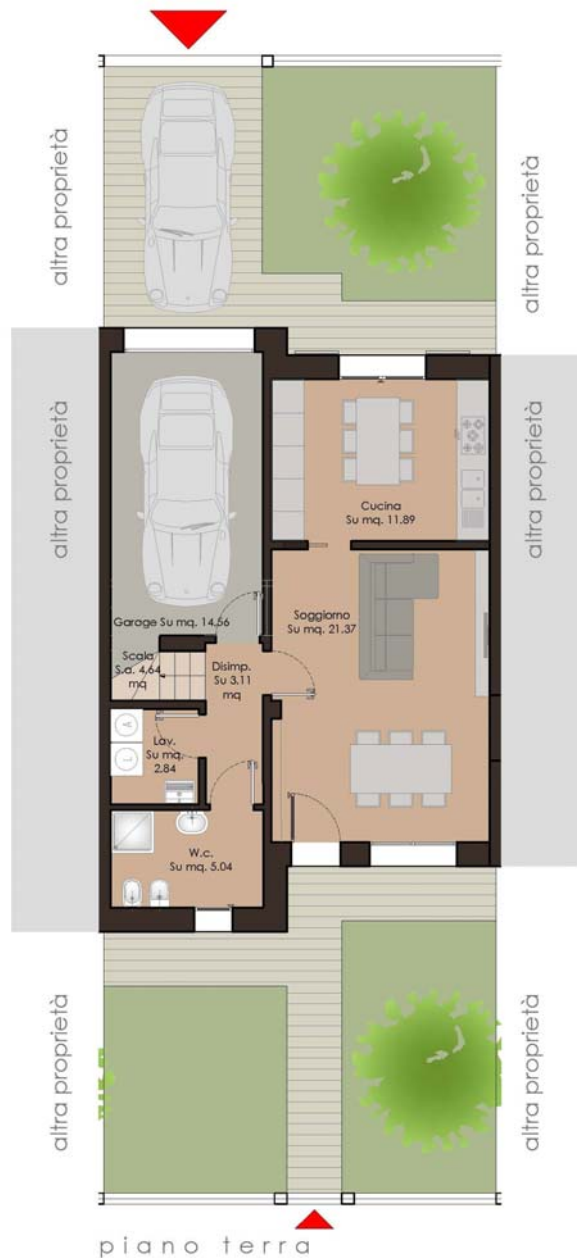 altra proprietà
altra proprietà
altra proprietà
altra proprietà
Cucina
Su mq. 11.89
Garage Su mq. 14.56
Soggiorno
Su mq. 21.37
Scala
S.a. 4.64
mq
Disimp.
Su 3.11
mq
A
L
Lav.
Su mq.
2.84
W.c.
Su mq. 5.04
altra proprietà
altra proprietà
piano terra